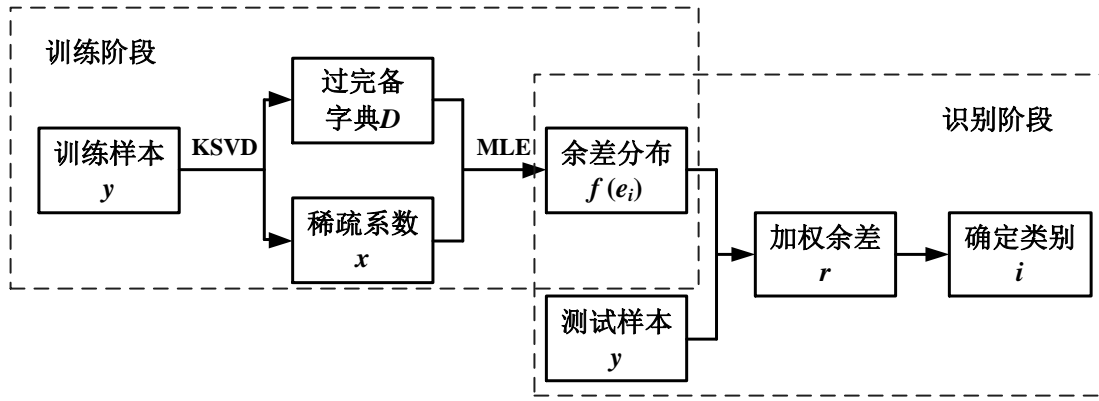 训练阶段
训练样本
y
KSVD
过完备
字典D
稀疏系数
x
MLE
余差分布
f (eᵢ)
识别阶段
测试样本
y
加权余差
r
确定类别
i